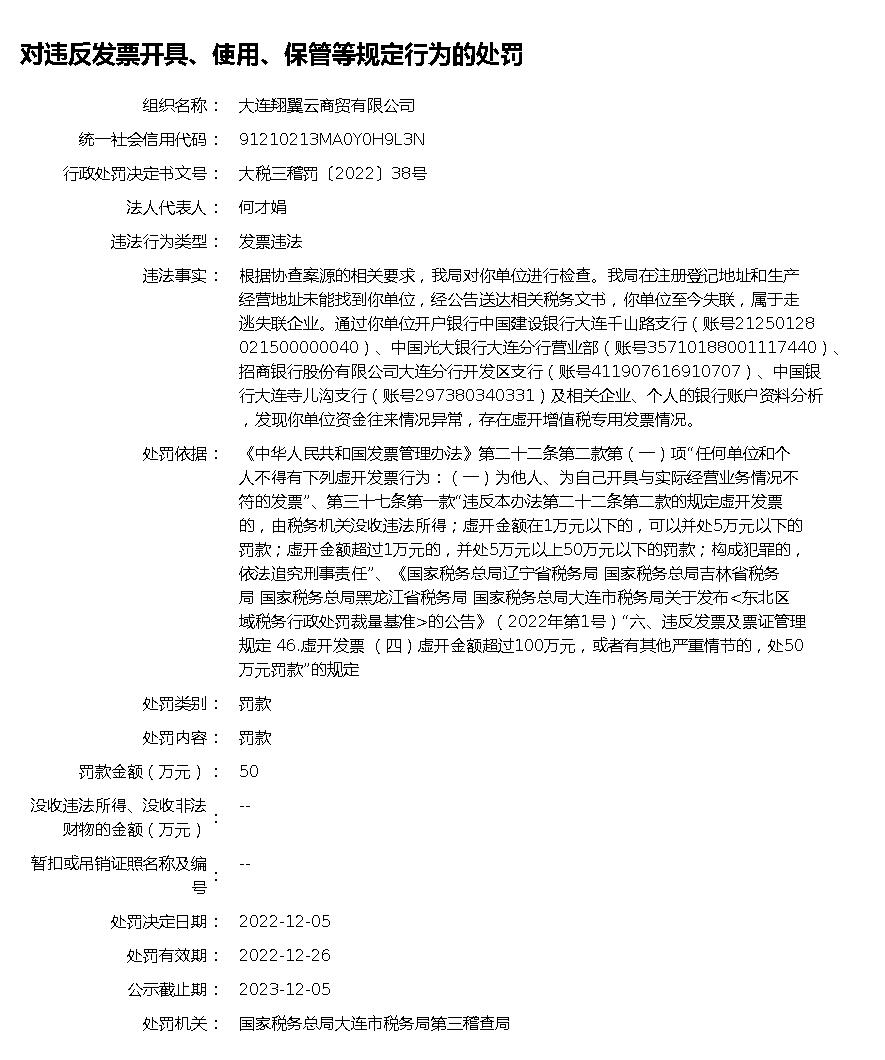 对违反发票开具、使用、保管等规定行为的处罚
组织名称： 大连翔翼云商贸有限公司
统一社会信用代码： 91210213MA0Y0H9L3N
行政处罚决定书文号： 大税三稽罚〔2022〕38号
法人代表人： 何才娟
违法行为类型： 发票违法
违法事实： 根据协查案源的相关要求，我局对你单位进行检查。我局在注册登记地址和生产
经营地址未能找到你单位，经公告送达相关税务文书，你单位至今失联，属于走
逃失联企业。通过你单位开户银行中国建设银行大连千山路支行（账号21250128
021500000040）、中国光大银行大连分行营业部（账号35710188001117440）、
招商银行股份有限公司大连分行开发区支行（账号411907616910707）、中国银
行大连寺儿沟支行（账号297380340331）及相关企业、个人的银行账户资料分析
，发现你单位资金往来情况异常，存在虚开增值税专用发票情况。
处罚依据： 《中华人民共和国发票管理办法》第二十二条第二款第（一）项“任何单位和个
人不得有下列虚开发票行为：（一）为他人、为自己开具与实际经营业务情况不
符的发票”、第三十七条第一款“违反本办法第二十二条第二款的规定虚开发票
的，由税务机关没收违法所得；虚开金额在1万元以下的，可以并处5万元以下的
罚款；虚开金额超过1万元的，并处5万元以上50万元以下的罚款；构成犯罪的，
依法追究刑事责任”、《国家税务总局辽宁省税务局 国家税务总局吉林省税务
局 国家税务总局黑龙江省税务局 国家税务总局大连市税务局关于发布<东北区
域税务行政处罚裁量基准>的公告》（2022年第1号）“六、违反发票及票证管理
规定 46.虚开发票 （四）虚开金额超过100万元，或者有其他严重情节的，处50
万元罚款”的规定
处罚类别： 罚款
处罚内容： 罚款
罚款金额（万元）： 50
没收违法所得、没收非法
财物的金额（万元）： --
暂扣或吊销证照名称及编
号： --
处罚决定日期： 2022-12-05
处罚有效期： 2022-12-26
公示截止期： 2023-12-05
处罚机关： 国家税务总局大连市税务局第三稽查局